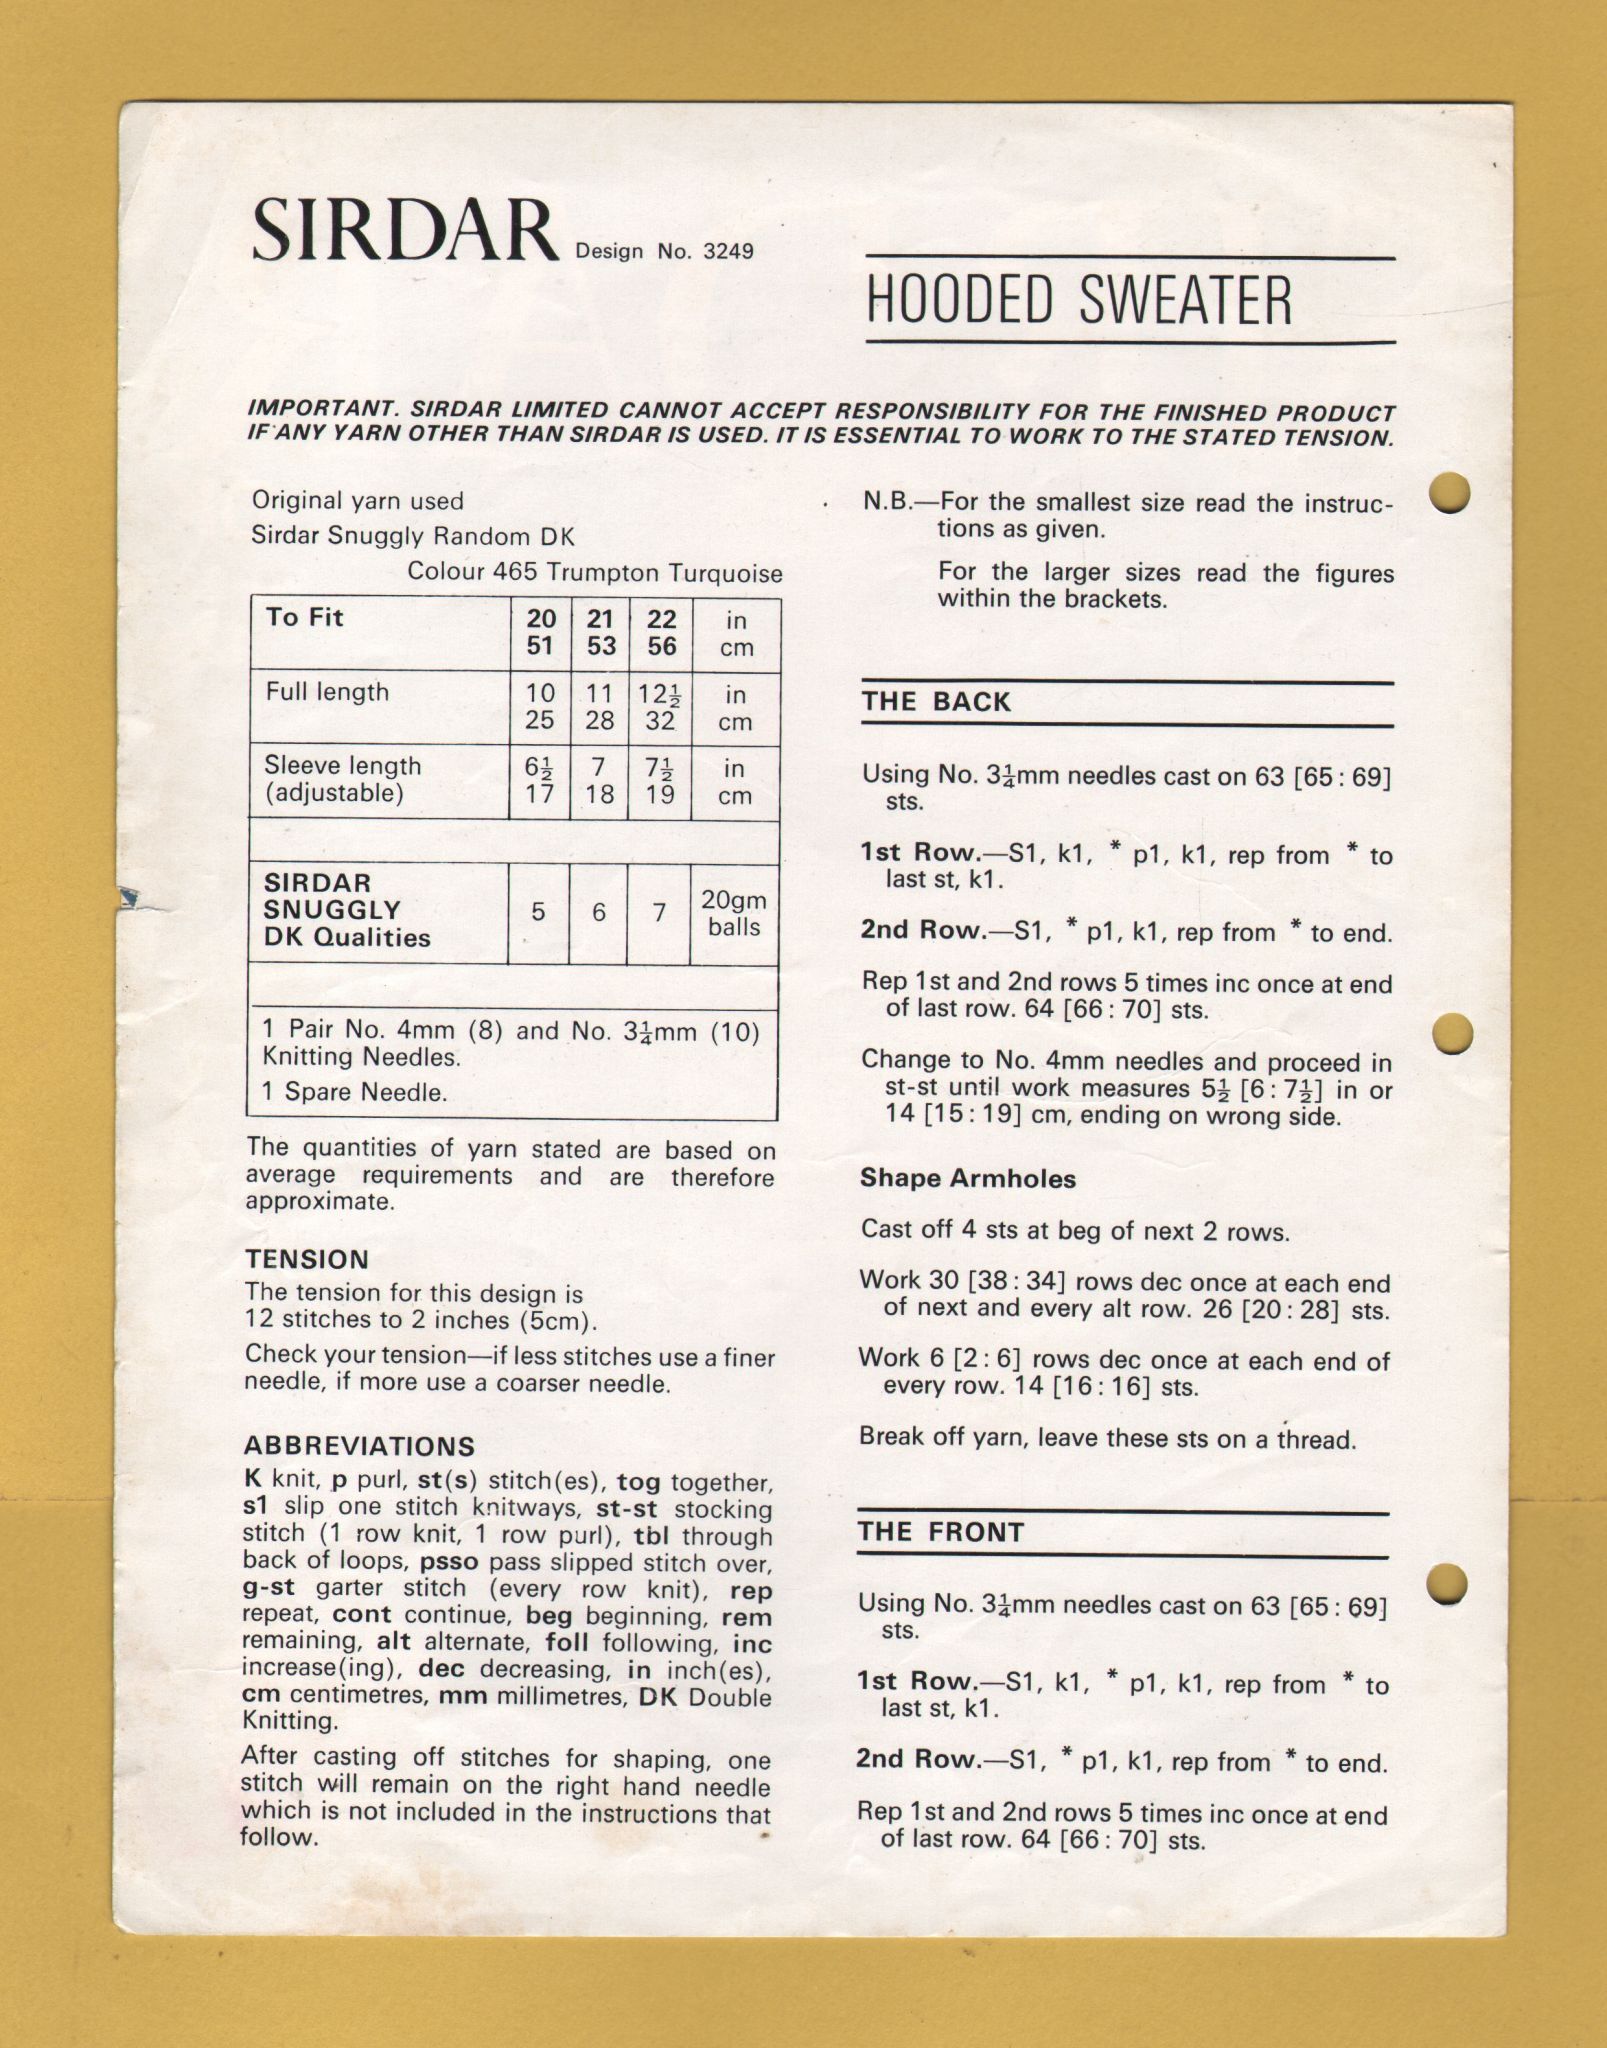 SIRDAR Design No. 3249
HOODED SWEATER
IMPORTANT. SIRDAR LIMITED CANNOT ACCEPT RESPONSIBILITY FOR THE FINISHED PRODUCT
IF ANY YARN OTHER THAN SIRDAR IS USED. IT IS ESSENTIAL TO WORK TO THE STATED TENSION.
Original yarn used
Sirdar Snuggly Random DK
Colour 465 Trumpton Turquoise
To Fit 20 21 22 in
51 53 56 cm
Full length 10 11 12½ in
25 28 32 cm
Sleeve length 6½ 7 7½ in
(adjustable) 17 18 19 cm
SIRDAR
SNUGGLY 5 6 7 20gm
DK Qualities balls
1 Pair No. 4mm (8) and No. 3¼mm (10)
Knitting Needles.
1 Spare Needle.
The quantities of yarn stated are based on
average requirements and are therefore
approximate.
TENSION
The tension for this design is
12 stitches to 2 inches (5cm).
Check your tension—if less stitches use a finer
needle, if more use a coarser needle.
ABBREVIATIONS
K knit, p purl, st(s) stitch(es), tog together,
s1 slip one stitch knitways, st-st stocking
stitch (1 row knit, 1 row purl), tbl through
back of loops, psso pass slipped stitch over,
g-st garter stitch (every row knit), rep
repeat, cont continue, beg beginning, rem
remaining, alt alternate, foll following, inc
increase(ing), dec decreasing, in inch(es),
cm centimetres, mm millimetres, DK Double
Knitting.
After casting off stitches for shaping, one
stitch will remain on the right hand needle
which is not included in the instructions that
follow.
N.B.—For the smallest size read the instruc-
tions as given.
For the larger sizes read the figures
within the brackets.
THE BACK
Using No. 3¼mm needles cast on 63 [65 : 69]
sts.
1st Row.—S1, k1, * p1, k1, rep from * to
last st, k1.
2nd Row.—S1, * p1, k1, rep from * to end.
Rep 1st and 2nd rows 5 times inc once at end
of last row. 64 [66 : 70] sts.
Change to No. 4mm needles and proceed in
st-st until work measures 5½ [6 : 7½] in or
14 [15 : 19] cm, ending on wrong side.
Shape Armholes
Cast off 4 sts at beg of next 2 rows.
Work 30 [38 : 34] rows dec once at each end
of next and every alt row. 26 [20 : 28] sts.
Work 6 [2 : 6] rows dec once at each end of
every row. 14 [16 : 16] sts.
Break off yarn, leave these sts on a thread.
THE FRONT
Using No. 3¼mm needles cast on 63 [65 : 69]
sts.
1st Row.—S1, k1, * p1, k1, rep from * to
last st, k1.
2nd Row.—S1, * p1, k1, rep from * to end.
Rep 1st and 2nd rows 5 times inc once at end
of last row. 64 [66 : 70] sts.